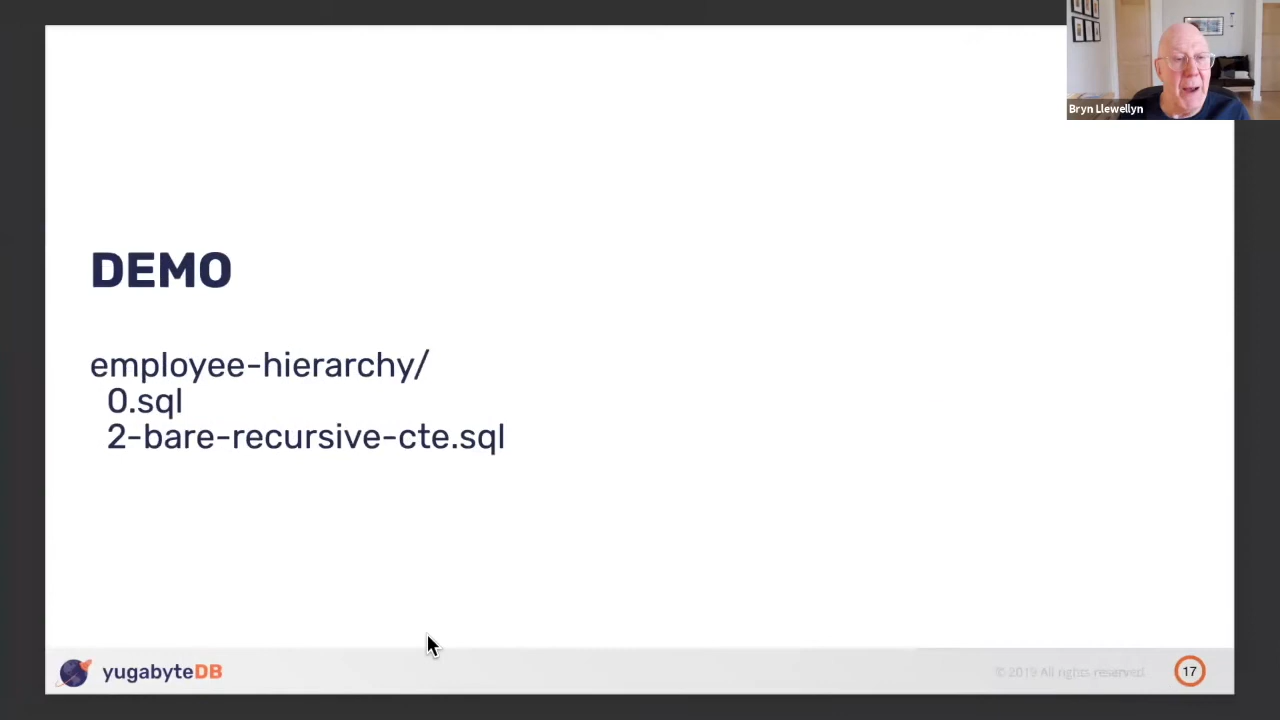 Bryn Llewellyn
DEMO
employee-hierarchy/
0.sql
2-bare-recursive-cte.sql
yugabyteDB
© 2019 All rights reserved
17